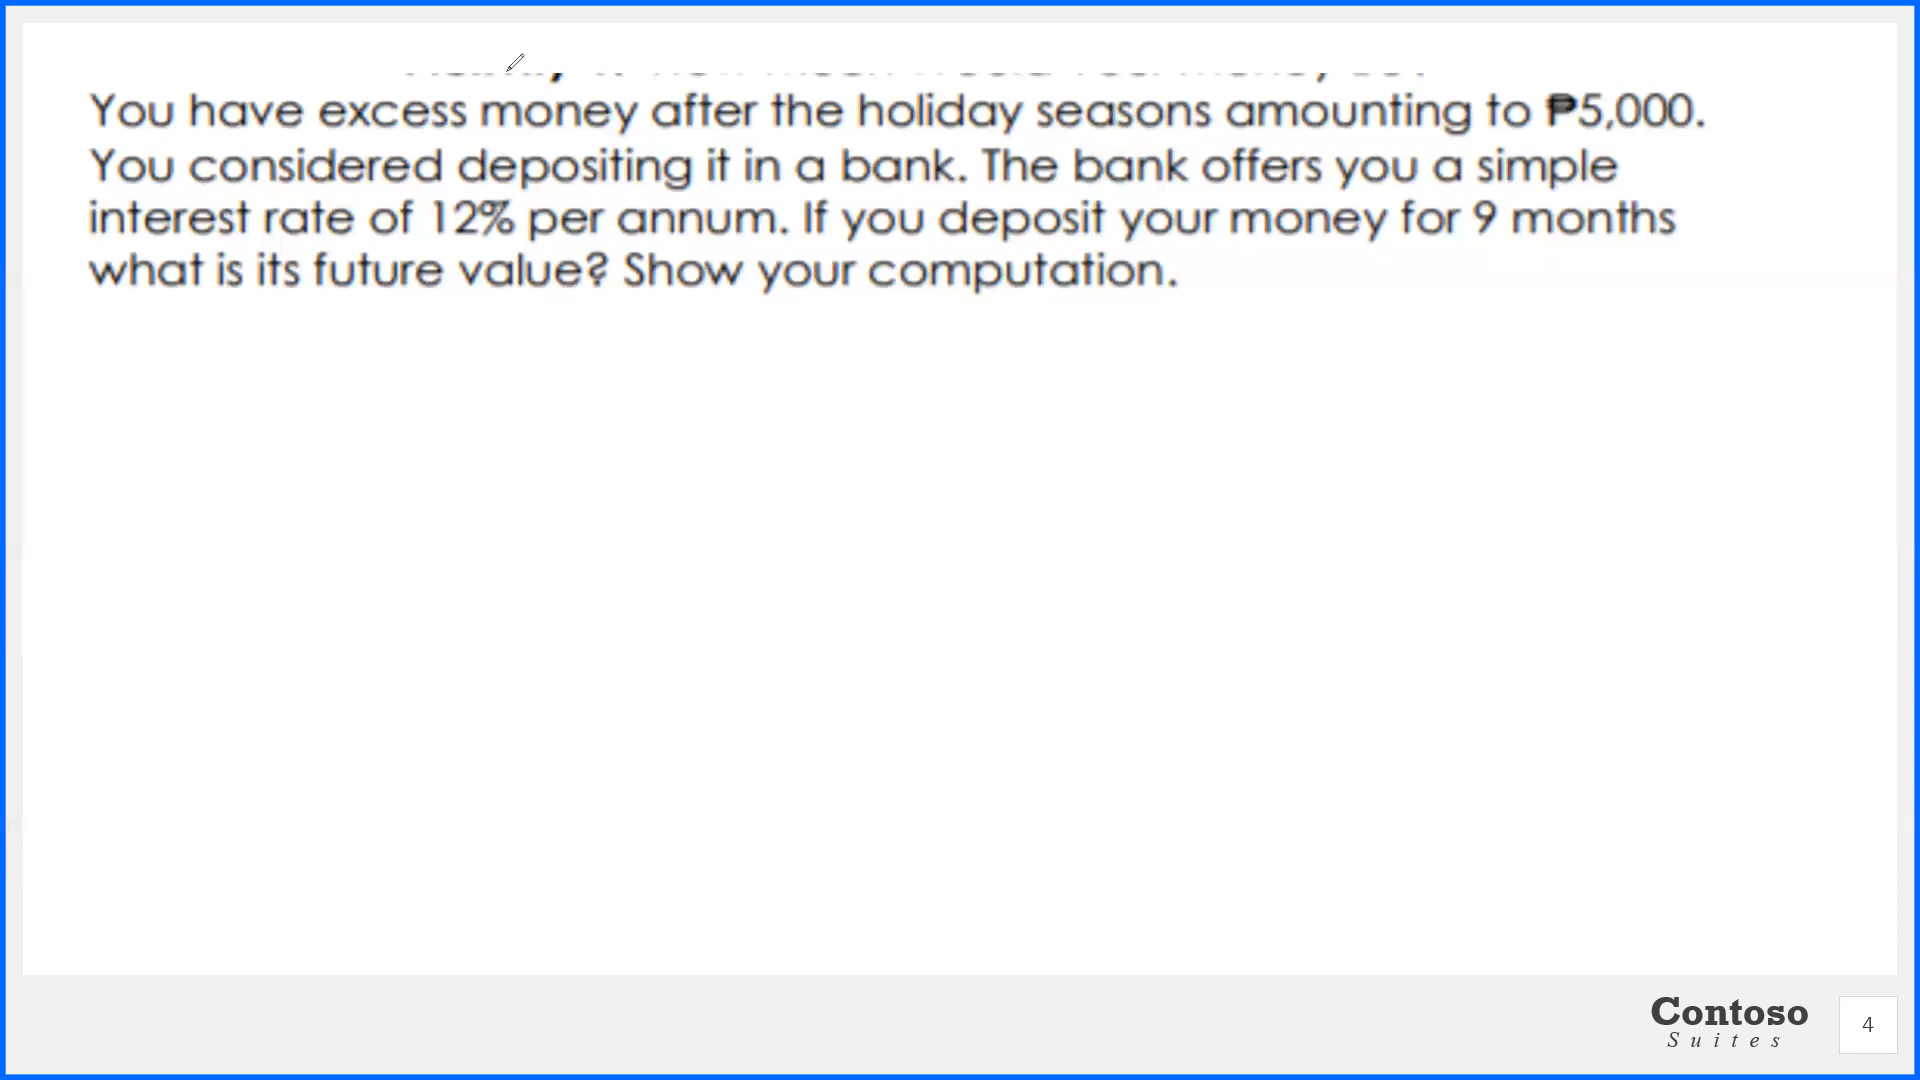 You have excess money after the holiday seasons amounting to ₱5,000.
You considered depositing it in a bank. The bank offers you a simple
interest rate of 12% per annum. If you deposit your money for 9 months
what is its future value? Show your computation.
Contoso
Suites
4